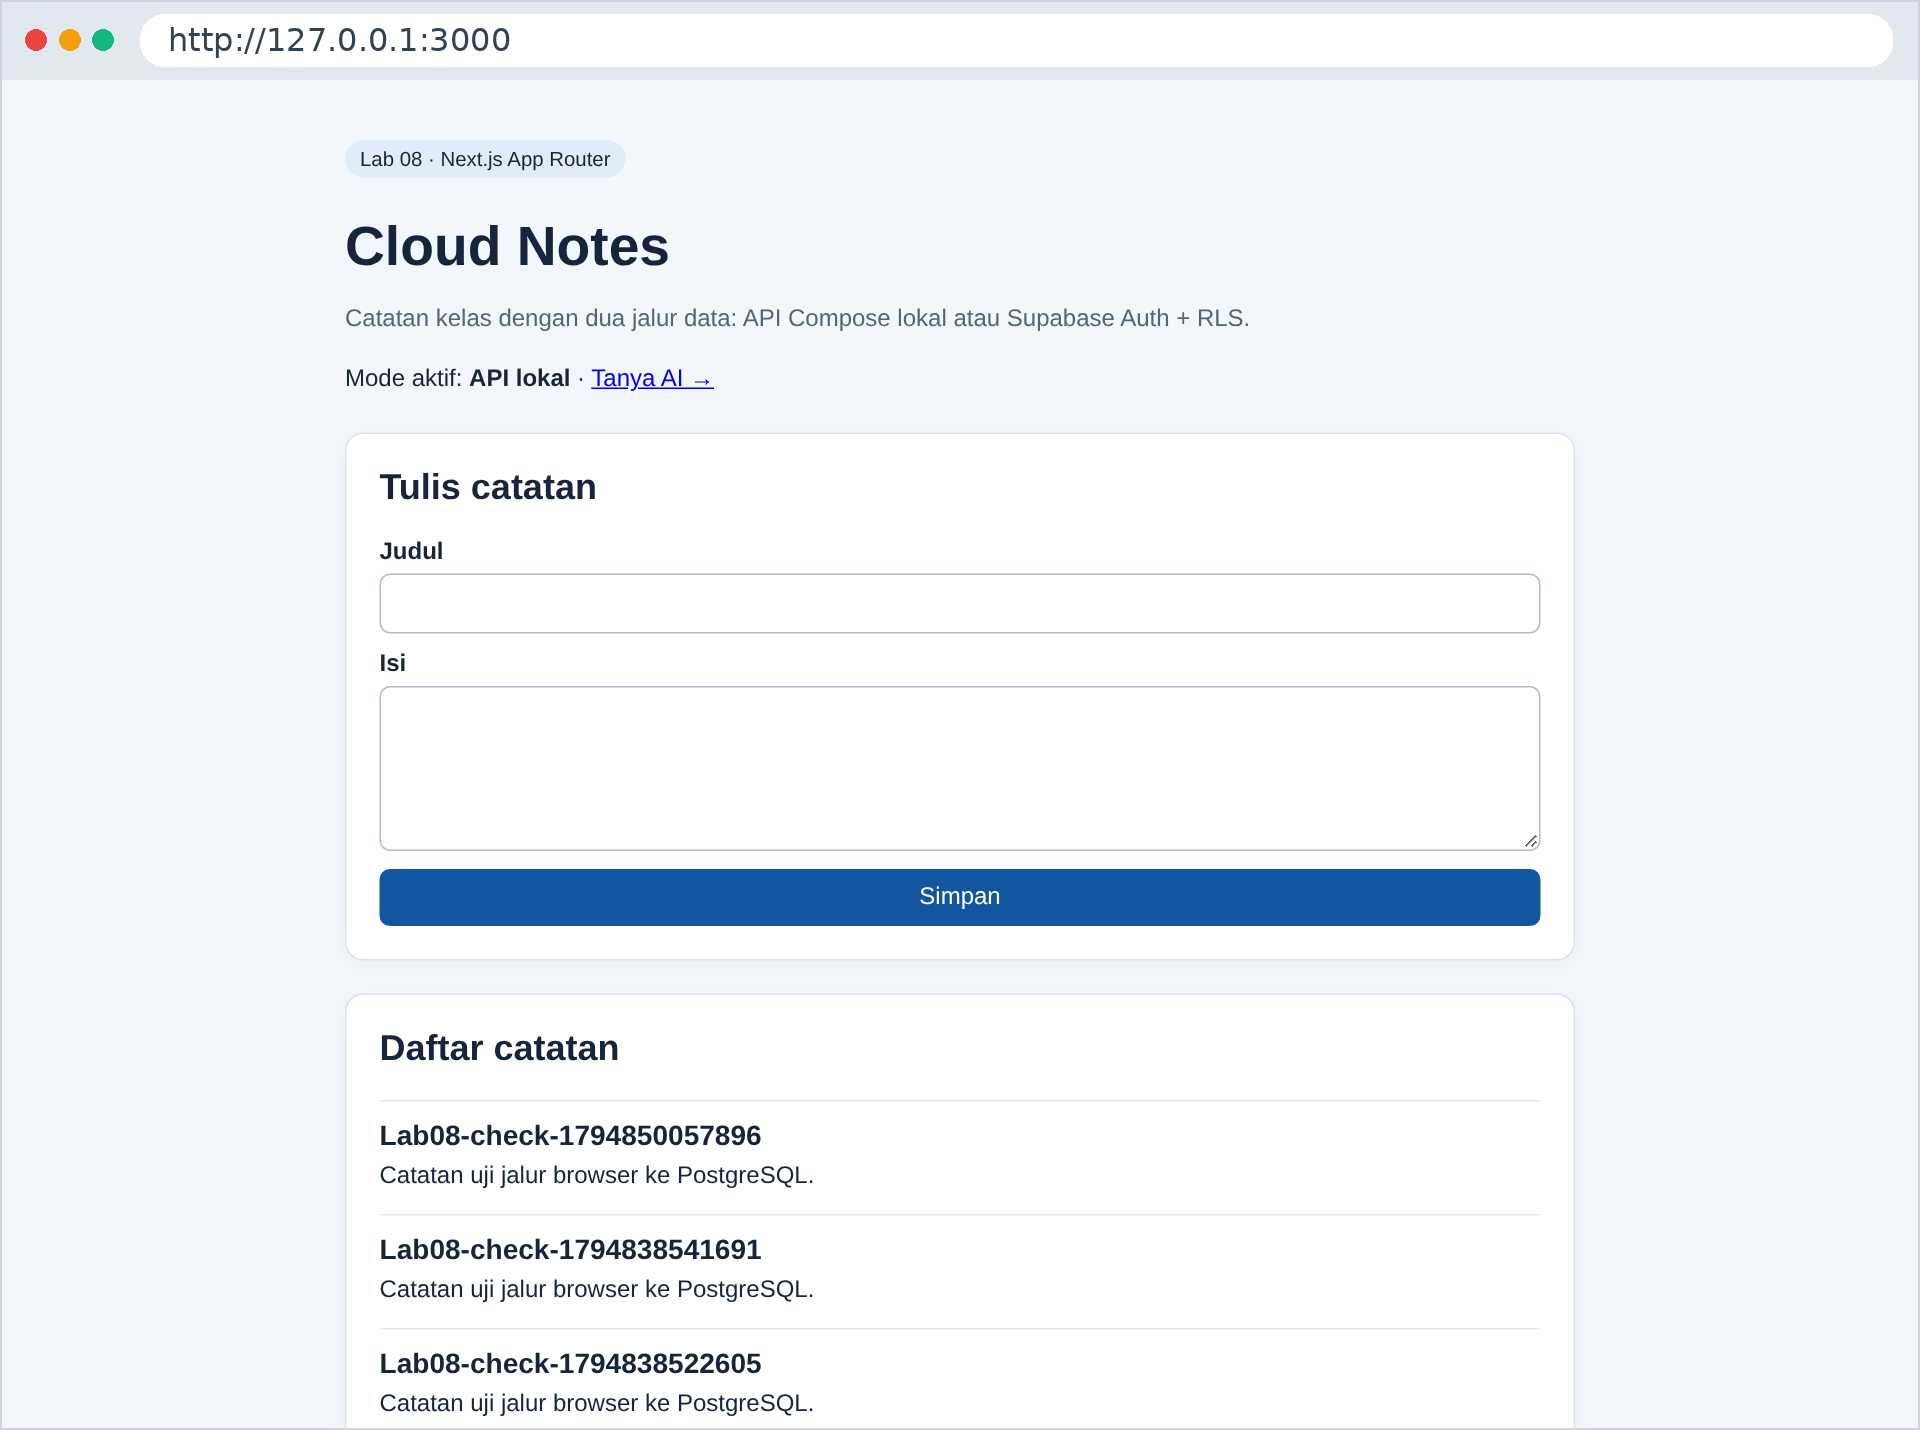 http://127.0.0.1:3000
Lab 08 · Next.js App Router
Cloud Notes
Catatan kelas dengan dua jalur data: API Compose lokal atau Supabase Auth + RLS.
Mode aktif: API lokal · Tanya AI →
Tulis catatan
Judul
Isi
Simpan
Daftar catatan
Lab08-check-1794850057896
Catatan uji jalur browser ke PostgreSQL.
Lab08-check-1794838541691
Catatan uji jalur browser ke PostgreSQL.
Lab08-check-1794838522605
Catatan uji jalur browser ke PostgreSQL.